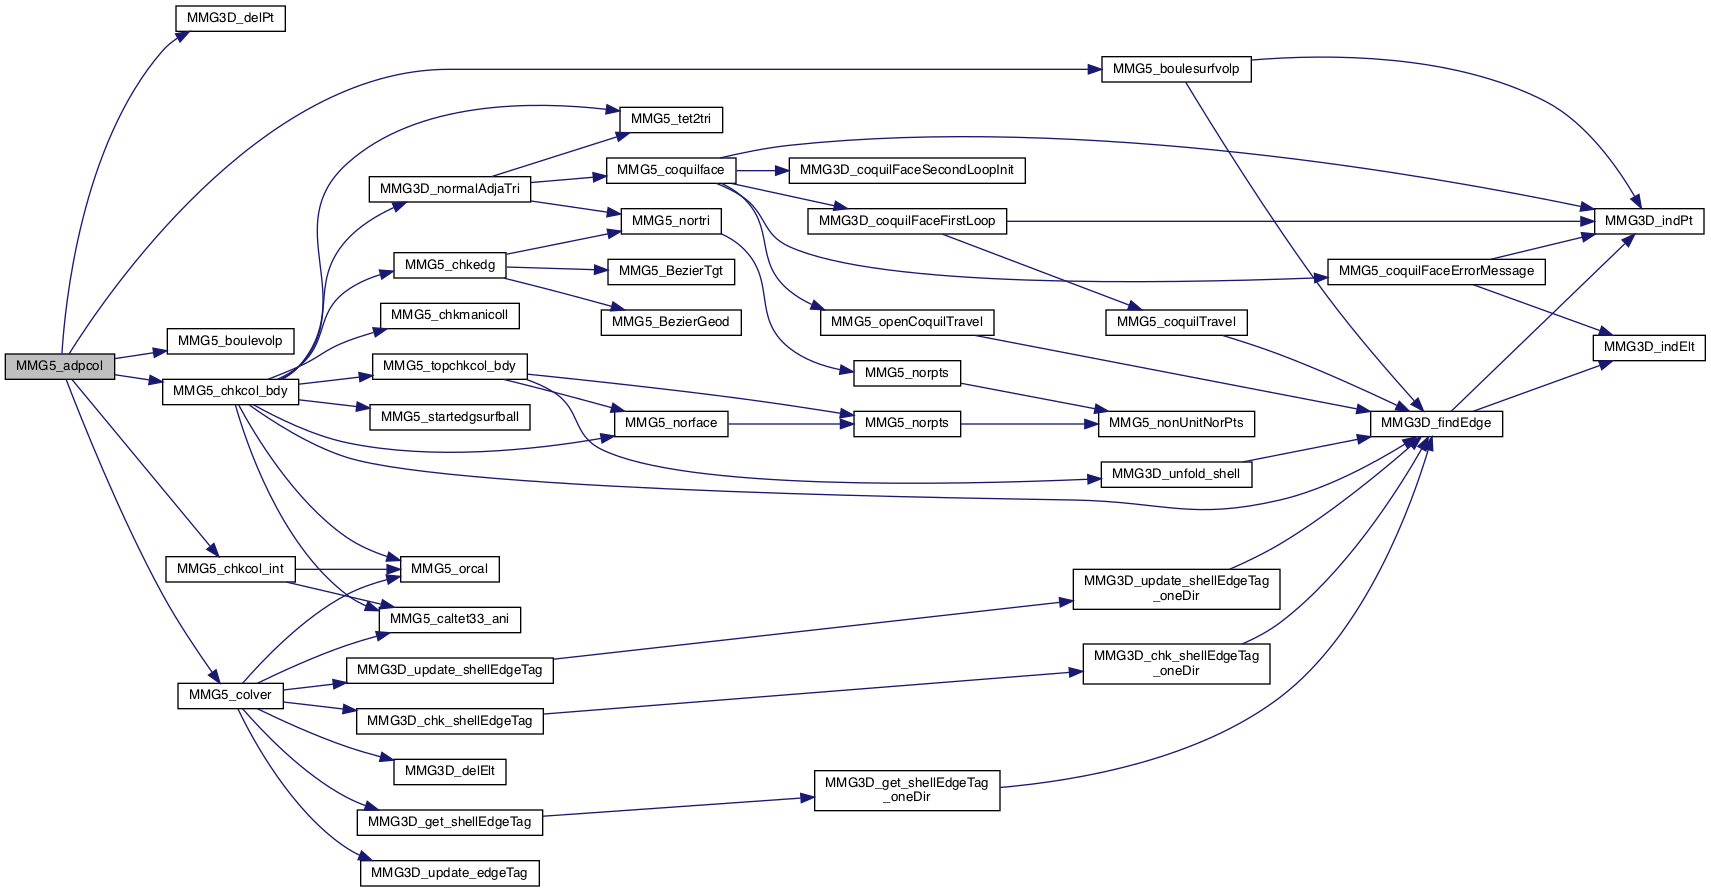 MMG3D_delPt
MMG5_boulesurfvolp
MMG5_tet2tri
MMG5_coquilface
MMG3D_coquilFaceSecondLoopInit
MMG3D_normalAdjaTri
MMG5_nortri
MMG3D_coquilFaceFirstLoop
MMG3D_indPt
MMG5_chkedg
MMG5_BezierTgt
MMG5_coquilFaceErrorMessage
MMG5_chkmanicoll
MMG5_BezierGeod
MMG5_openCoquilTravel
MMG5_coquilTravel
MMG5_boulevolp
MMG3D_indElt
MMG5_adpcol
MMG5_topchkcol_bdy
MMG5_norpts
MMG5_chkcol_bdy
MMG5_startedgsurfball
MMG5_norface
MMG5_norpts
MMG5_nonUnitNorPts
MMG3D_findEdge
MMG3D_unfold_shell
MMG5_chkcol_int
MMG5_orcal
MMG3D_update_shellEdgeTag
_oneDir
MMG5_caltet33_ani
MMG3D_update_shellEdgeTag
MMG3D_chk_shellEdgeTag
_oneDir
MMG5_colver
MMG3D_chk_shellEdgeTag
MMG3D_delElt
MMG3D_get_shellEdgeTag
_oneDir
MMG3D_get_shellEdgeTag
MMG3D_update_edgeTag